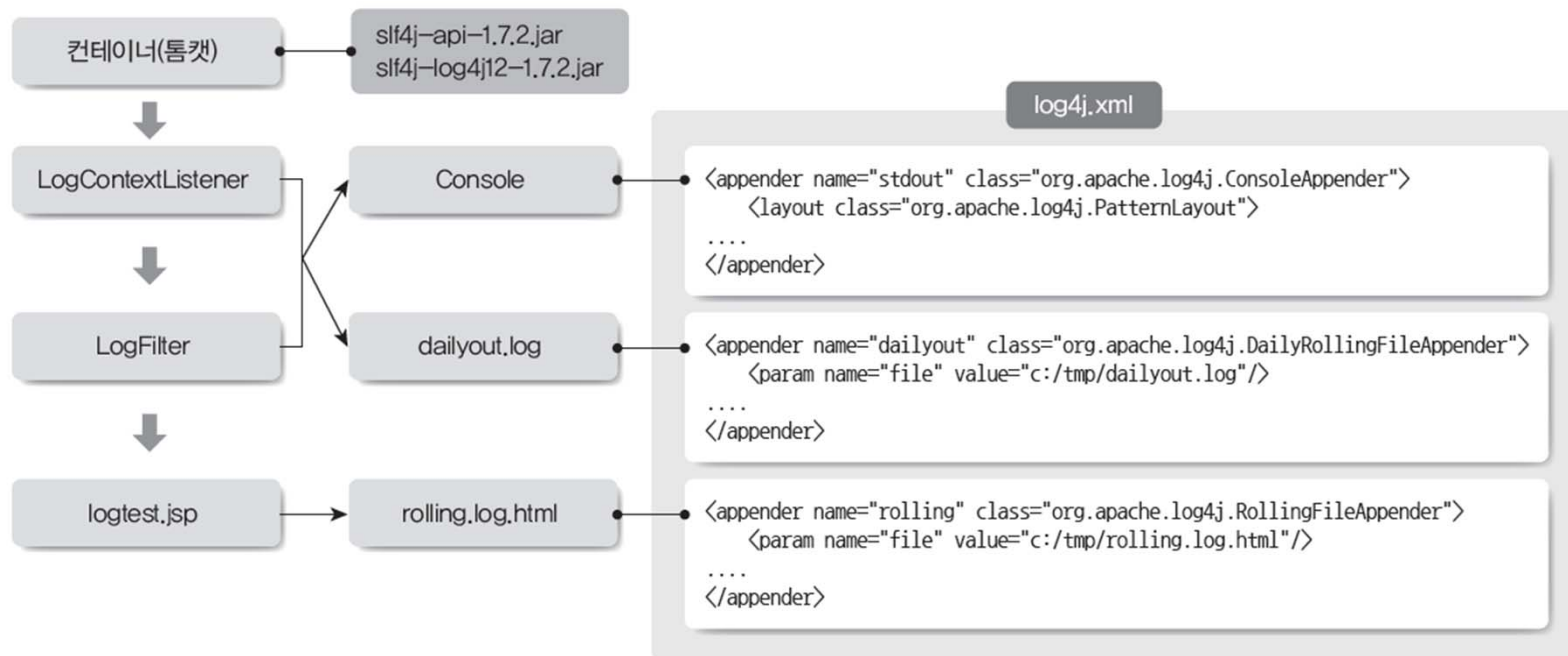 컨테이너(톰캣)
slf4j-api-1.7.2.jar
slf4j-log4j12-1.7.2.jar
log4j.xml
LogContextListener
Console
<appender name="stdout" class="org.apache.log4j.ConsoleAppender">
<layout class="org.apache.log4j.PatternLayout">
....
</appender>
LogFilter
dailyout.log
<appender name="dailyout" class="org.apache.log4j.DailyRollingFileAppender">
<param name="file" value="c:/tmp/dailyout.log"/>
....
</appender>
logtest.jsp
rolling.log.html
<appender name="rolling" class="org.apache.log4j.RollingFileAppender">
<param name="file" value="c:/tmp/rolling.log.html"/>
....
</appender>